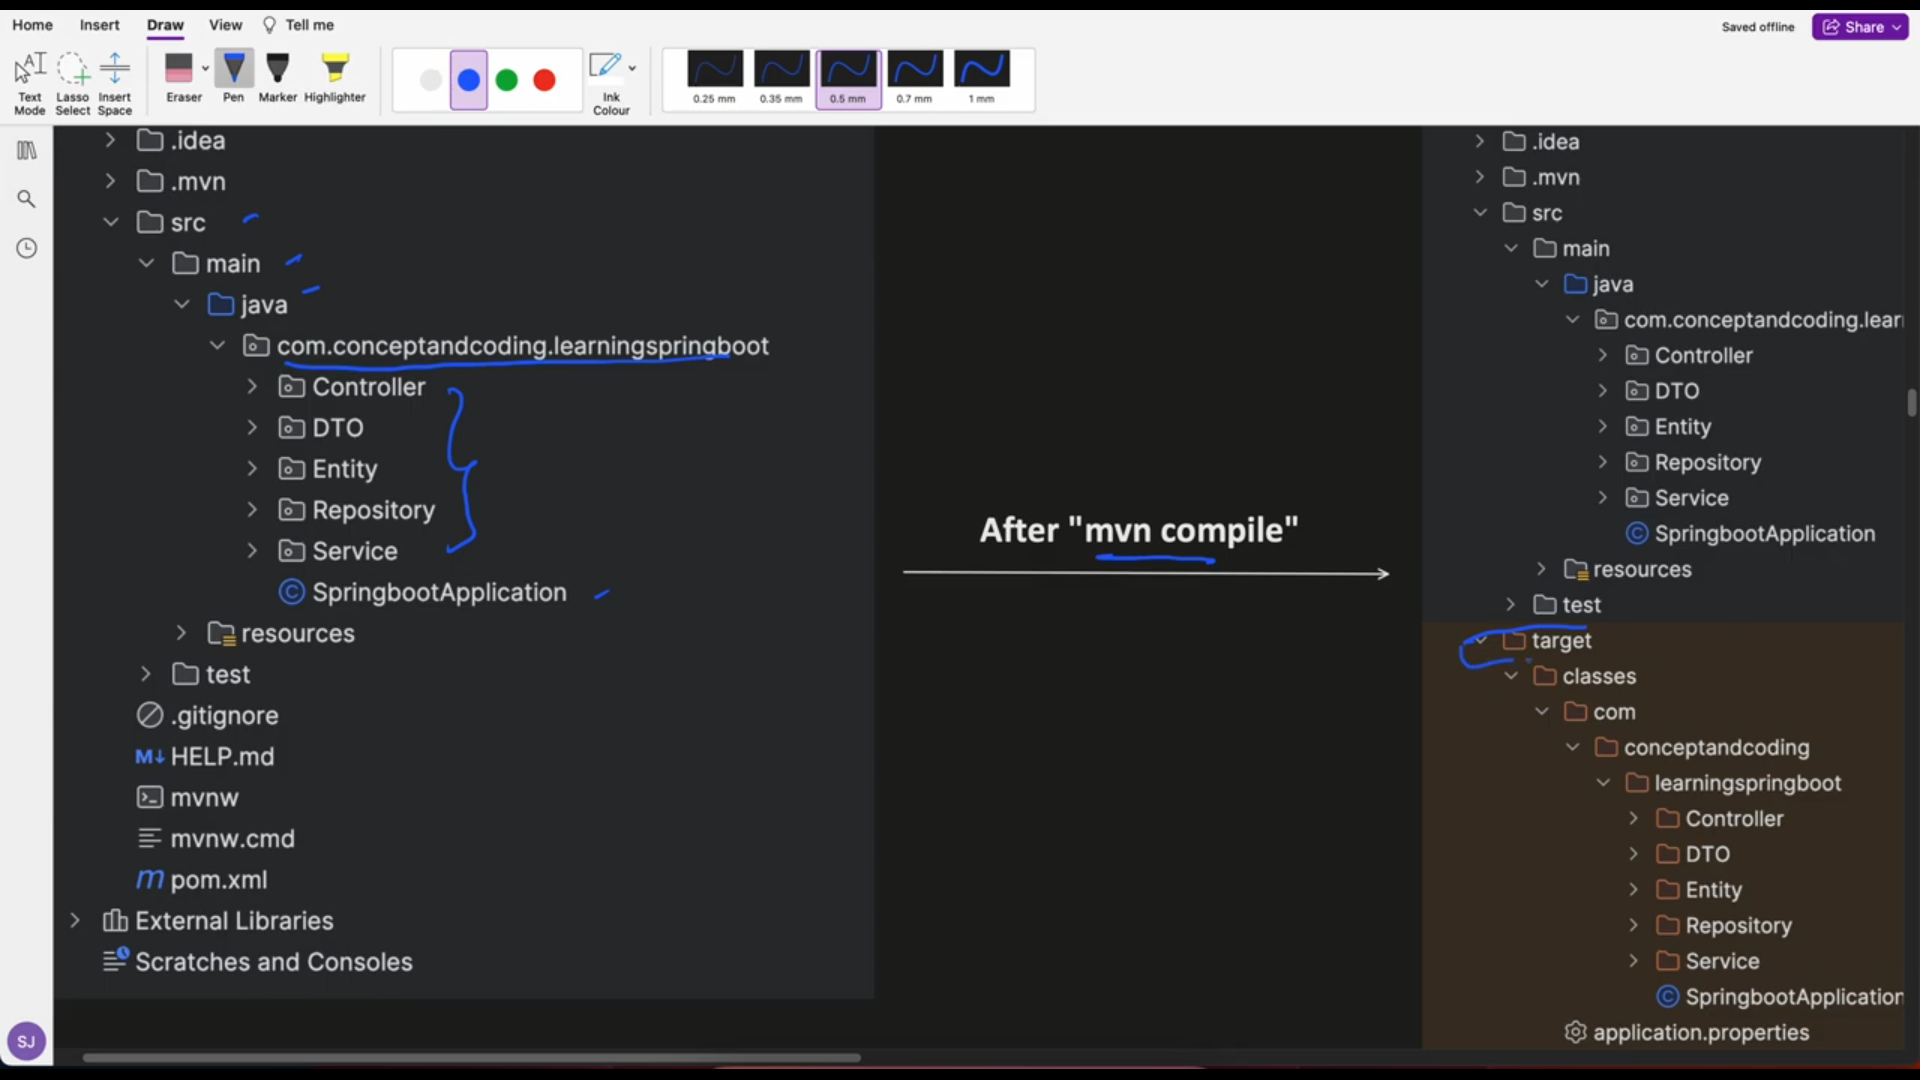 Home Insert Draw View Tell me
Saved offline Share
Text Mode
Lasso Select
Insert Space
Eraser
Pen
Marker
Highlighter
Ink Colour
0.25 mm 0.35 mm 0.5 mm 0.7 mm 1 mm
.idea
.mvn
src
main
java
com.conceptandcoding.learningspringboot
Controller
DTO
Entity
Repository
Service
SpringbootApplication
resources
test
.gitignore
M↓ HELP.md
mvnw
mvnw.cmd
m pom.xml
External Libraries
Scratches and Consoles
SJ
After "mvn compile"
.idea
.mvn
src
main
java
com.conceptandcoding.lear
Controller
DTO
Entity
Repository
Service
C SpringbootApplication
resources
test
target
classes
com
conceptandcoding
learningspringboot
Controller
DTO
Entity
Repository
Service
C SpringbootApplication
application.properties